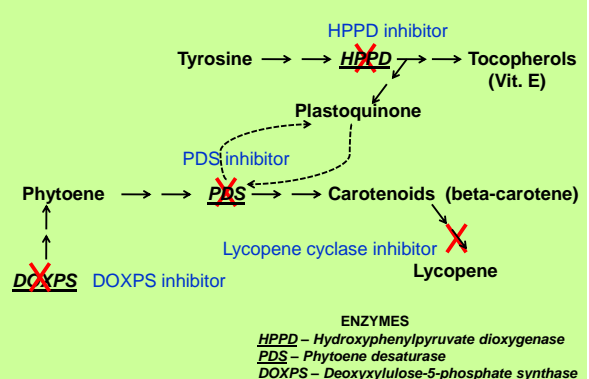 HPPD inhibitor
Tyrosine HPPD Tocopherols
(Vit. E)
Plastoquinone
PDS inhibitor
Phytoene PDS Carotenoids (beta-carotene)
Lycopene cyclase inhibitor
Lycopene
DOXPS DOXPS inhibitor
ENZYMES
HPPD – Hydroxyphenylpyruvate dioxygenase
PDS – Phytoene desaturase
DOXPS – Deoxyxylulose-5-phosphate synthase